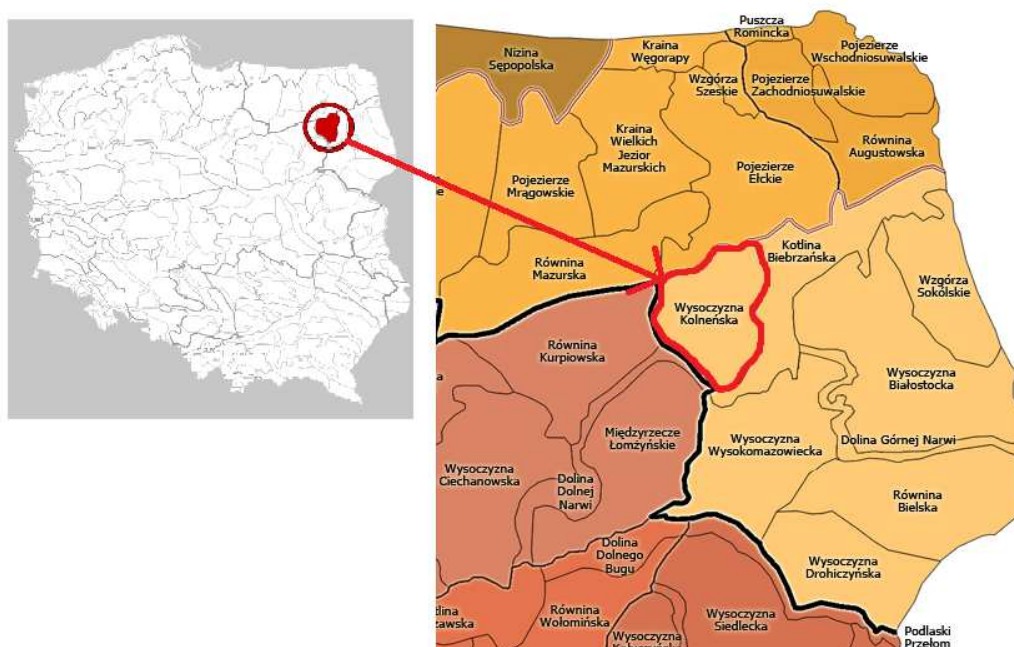 Nizina
Sępopolska
Kraina
Węgorapy
Puszcza
Romincka
Wzgórza
Szeskie
Pojezierze
Zachodniosuwalskie
Pojezierze
Wschodniosuwalskie
Kraina
Wielkich
Jezior
Mazurskich
Pojezierze
Mrągowskie
Pojezierze
Ełckie
Równina
Augustowska
Równina
Mazurska
Kotlina
Biebrzańska
Wzgórza
Sokólskie
Wysoczyzna
Kolneńska
Równina
Kurpiowska
Wysoczyzna
Białostocka
Międzyrzecze
Łomżyńskie
Wysoczyzna
Wysokomazowiecka
Dolina Górnej Narwi
Wysoczyzna
Ciechanowska
Dolina
Dolnej
Narwi
Równina
Bielska
Dolina
Dolnego
Bugu
Wysoczyzna
Drohiczyńska
Równina
Wołomińska
Wysoczyzna
Siedlecka
Podlaski
Przełom